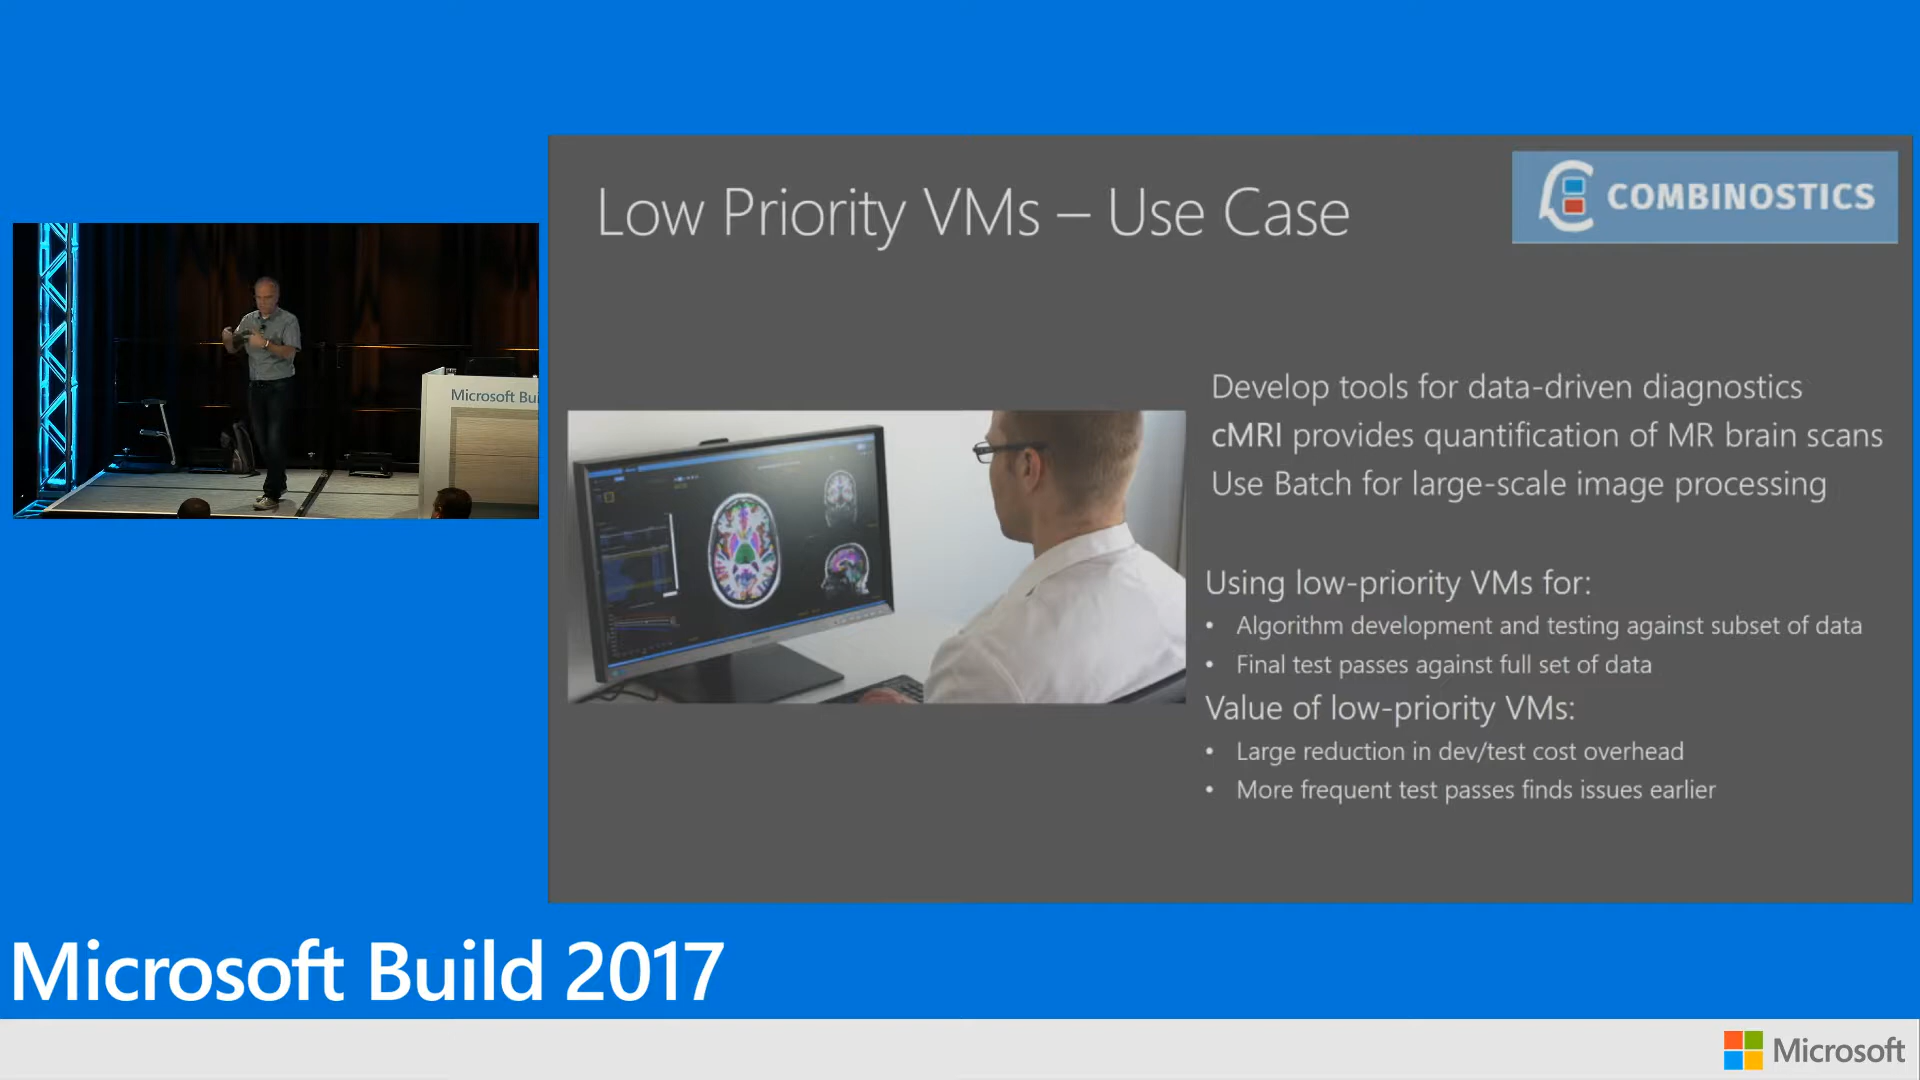 Low Priority VMs – Use Case
COMBINOSTICS
Develop tools for data-driven diagnostics
cMRI provides quantification of MR brain scans
Use Batch for large-scale image processing
Using low-priority VMs for:
• Algorithm development and testing against subset of data
• Final test passes against full set of data
Value of low-priority VMs:
• Large reduction in dev/test cost overhead
• More frequent test passes finds issues earlier
Microsoft Bui
Microsoft Build 2017
Microsoft